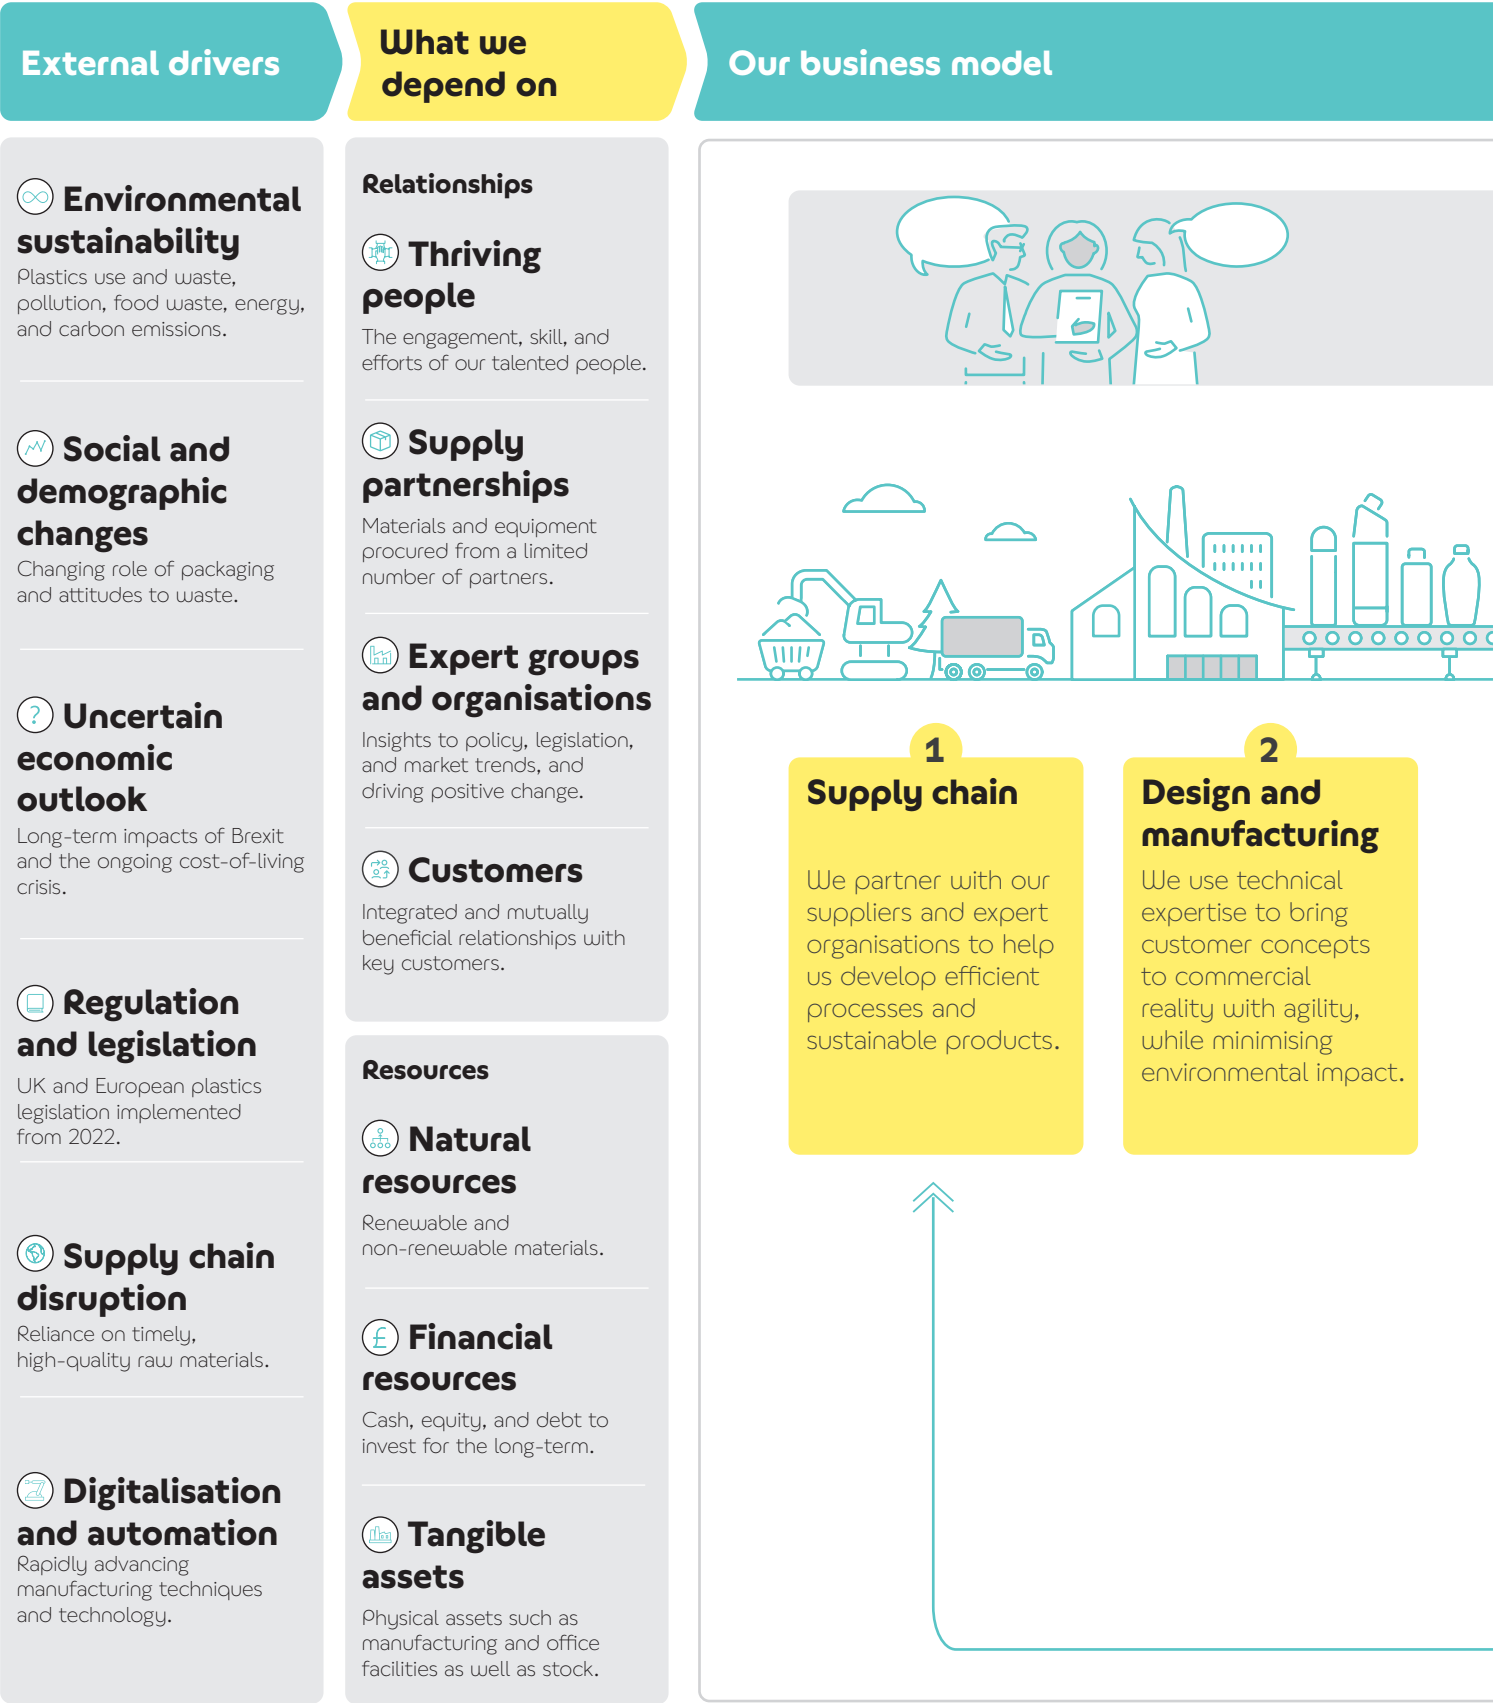 External drivers
Environmental
sustainability
Plastics use and waste,
pollution, food waste, energy,
and carbon emissions.
Social and
demographic
changes
Changing role of packaging
and attitudes to waste.
?
Uncertain
economic
outlook
Long-term impacts of Brexit
and the ongoing cost-of-living
crisis.
Regulation
and legislation
UK and European plastics
legislation implemented
from 2022.
Supply chain
disruption
Reliance on timely,
high-quality raw materials.
Digitalisation
and automation
Rapidly advancing
manufacturing techniques
and technology.
What we
depend on
Relationships
Thriving
people
The engagement, skill, and
efforts of our talented people.
Supply
partnerships
Materials and equipment
procured from a limited
number of partners.
Expert groups
and organisations
Insights to policy, legislation,
and market trends, and
driving positive change.
Customers
Integrated and mutually
beneficial relationships with
key customers.
Resources
Natural
resources
Renewable and
non-renewable materials.
£
Financial
resources
Cash, equity, and debt to
invest for the long-term.
Tangible
assets
Physical assets such as
manufacturing and office
facilities as well as stock.
Our business model
1
Supply chain
We partner with our
suppliers and expert
organisations to help
us develop efficient
processes and
sustainable products.
2
Design and
manufacturing
We use technical
expertise to bring
customer concepts
to commercial
reality with agility,
while minimising
environmental impact.